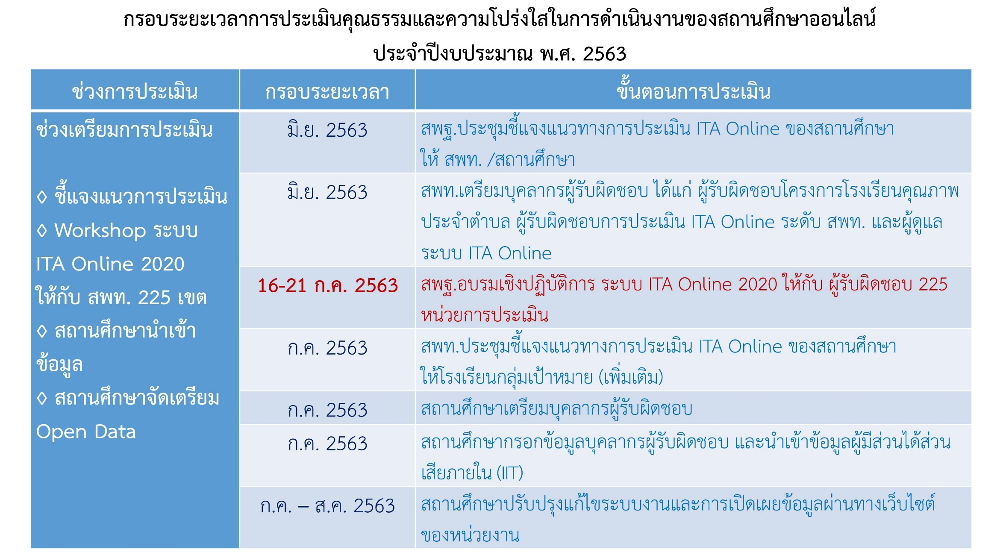 กรอบระยะเวลาการประเมินคุณธรรมและความโปร่งใสในการดำเนินงานของสถานศึกษาออนไลน์
ประจำปีงบประมาณ พ.ศ. 2563
ช่วงการประเมิน
กรอบระยะเวลา
ขั้นตอนการประเมิน
ช่วงเตรียมการประเมิน
◊ ชี้แจงแนวการประเมิน
◊ Workshop ระบบ
ITA Online 2020
ให้กับ สพท. 225 เขต
◊ สถานศึกษานำเข้า
ข้อมูล
◊ สถานศึกษาจัดเตรียม
Open Data
มิ.ย. 2563
สพฐ.ประชุมชี้แจงแนวทางการประเมิน ITA Online ของสถานศึกษา
ให้ สพท. /สถานศึกษา
มิ.ย. 2563
สพท.เตรียมบุคลากรผู้รับผิดชอบ ได้แก่ ผู้รับผิดชอบโครงการโรงเรียนคุณภาพ
ประจำตำบล ผู้รับผิดชอบการประเมิน ITA Online ระดับ สพท. และผู้ดูแล
ระบบ ITA Online
16-21 ก.ค. 2563
สพฐ.อบรมเชิงปฏิบัติการ ระบบ ITA Online 2020 ให้กับ ผู้รับผิดชอบ 225
หน่วยการประเมิน
ก.ค. 2563
สพท.ประชุมชี้แจงแนวทางการประเมิน ITA Online ของสถานศึกษา
ให้โรงเรียนกลุ่มเป้าหมาย (เพิ่มเติม)
ก.ค. 2563
สถานศึกษาเตรียมบุคลากรผู้รับผิดชอบ
ก.ค. 2563
สถานศึกษากรอกข้อมูลบุคลากรผู้รับผิดชอบ และนำเข้าข้อมูลผู้มีส่วนได้ส่วน
เสียภายใน (IIT)
ก.ค. – ส.ค. 2563
สถานศึกษาปรับปรุงแก้ไขระบบงานและการเปิดเผยข้อมูลผ่านทางเว็บไซต์
ของหน่วยงาน